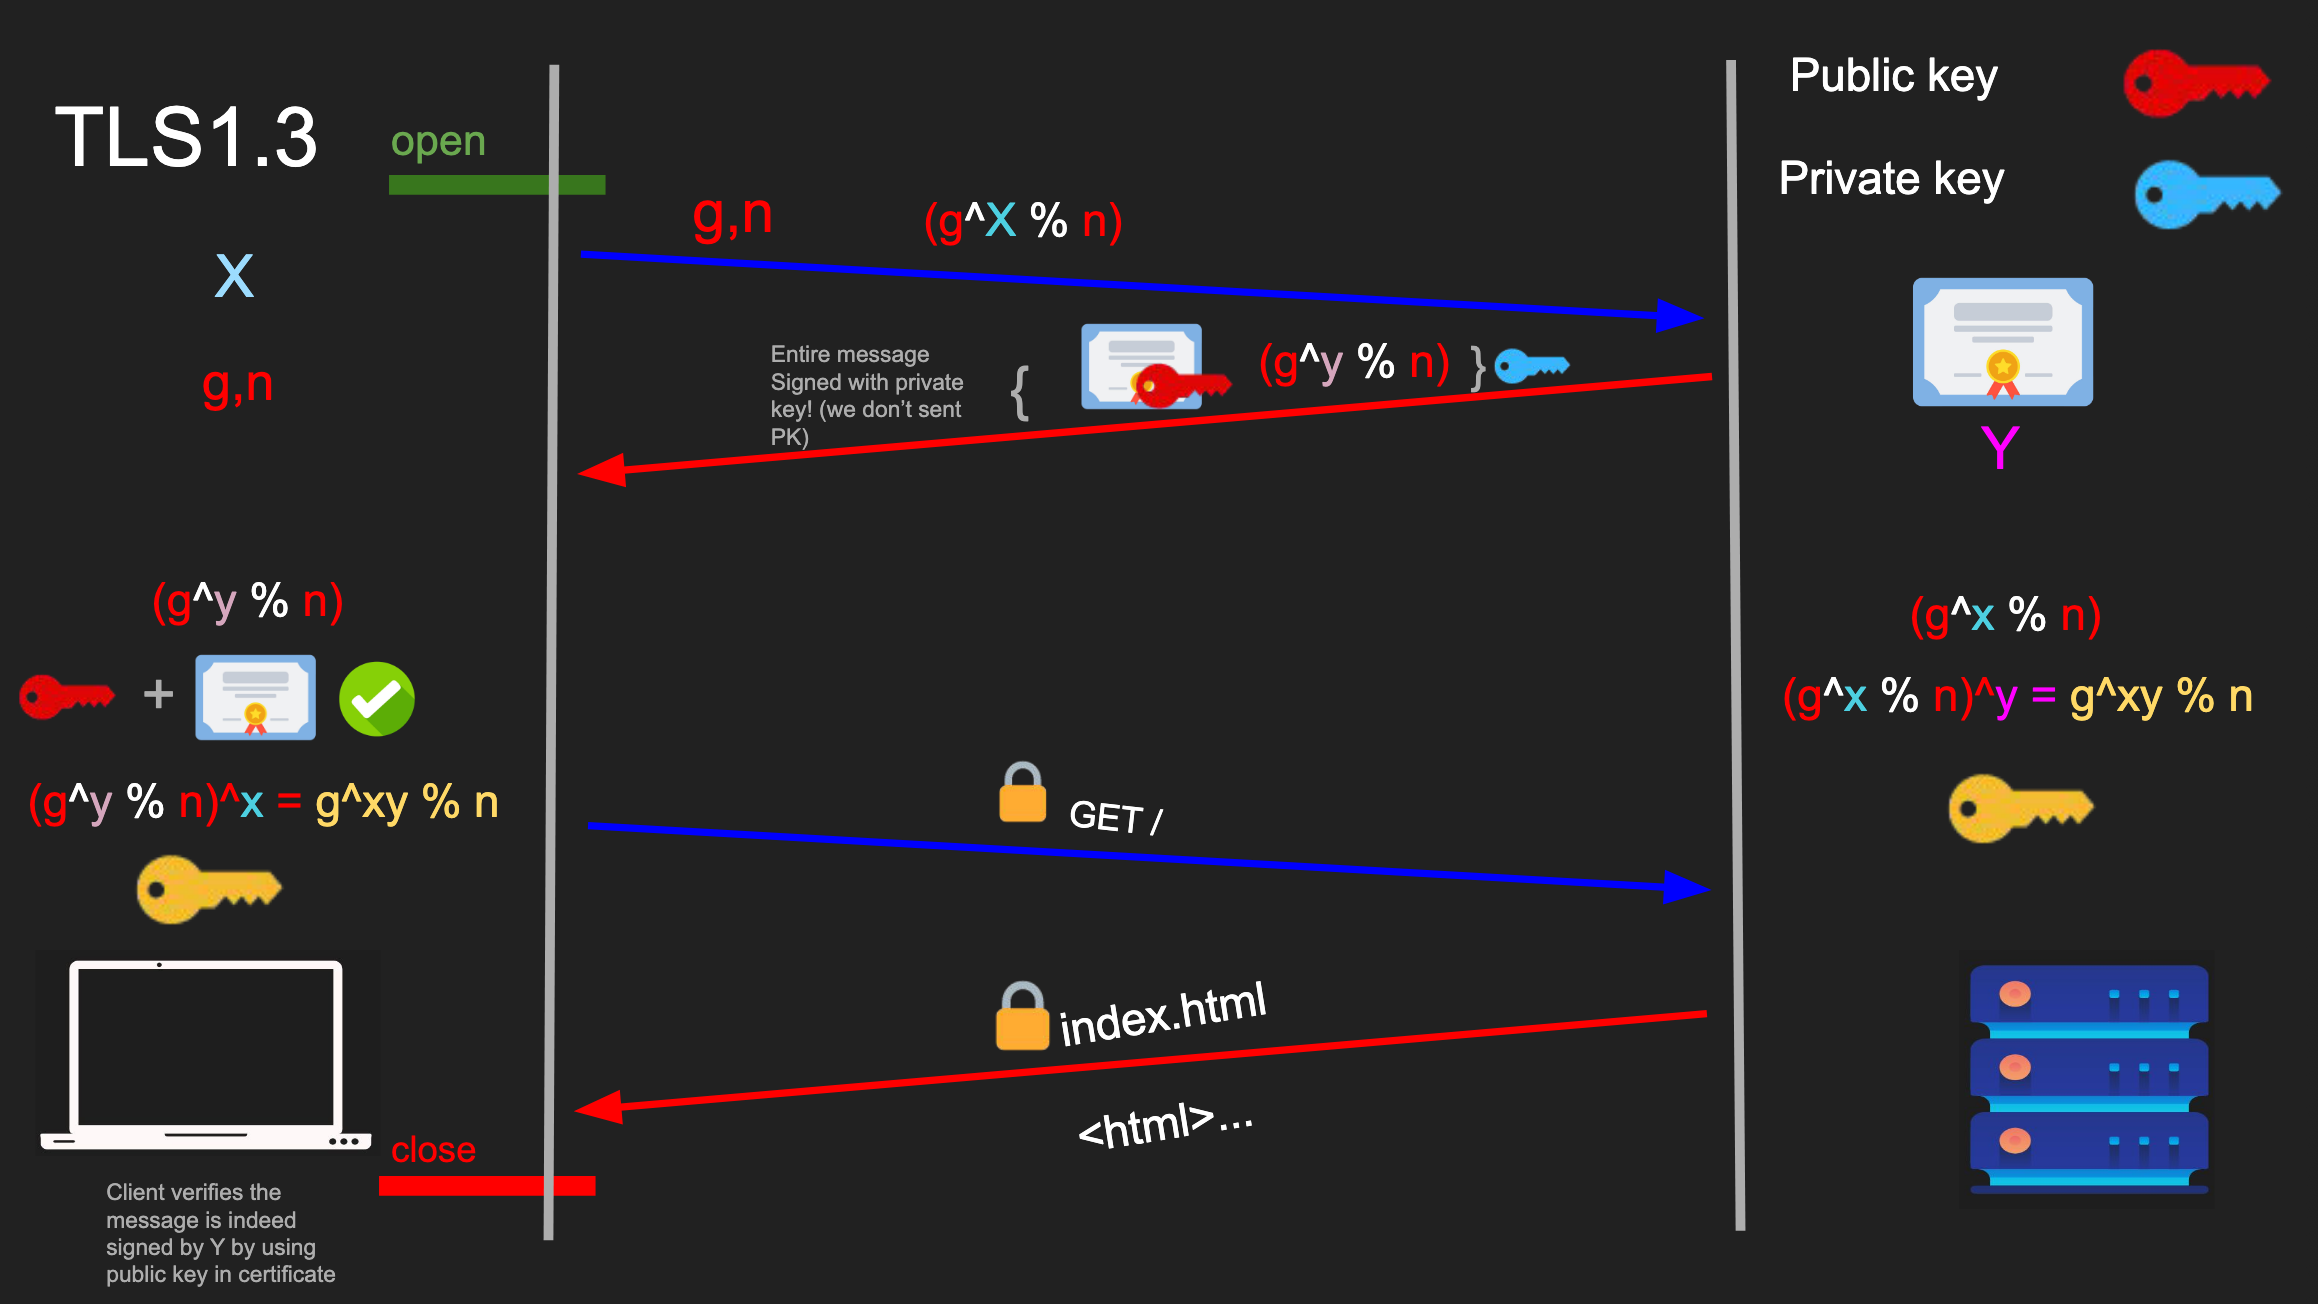 TLS1.3
open
X
g,n
g,n
(g^X % n)
Public key
Private key
Entire message
Signed with private
key! (we don't sent
PK)
{
(g^y % n)
}
Y
(g^y % n)
+
(g^y % n)^x = g^xy % n
(g^x % n)
(g^x % n)^y = g^xy % n
GET /
index.html
<html>...
close
Client verifies the
message is indeed
signed by Y by using
public key in certificate